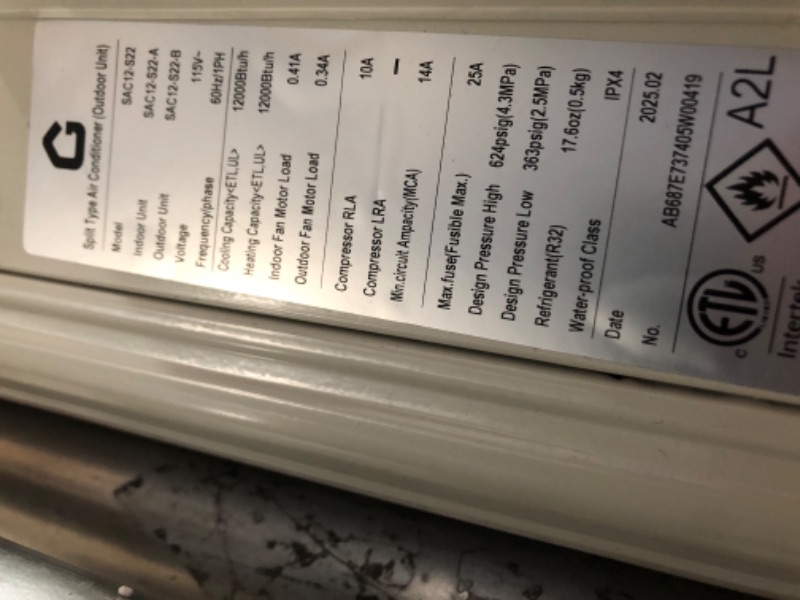 Split Type Air Conditioner (Outdoor Unit)
Model SAC12-S22
Indoor Unit SAC12-S22-A
Outdoor Unit SAC12-S22-B
Voltage 115V~
Frequency/phase 60Hz/1PH
Cooling Capacity<ETL,UL> 12000Btu/h
Heating Capacity<ETL,UL> 12000Btu/h
Indoor Fan Motor Load 0.41A
Outdoor Fan Motor Load 0.34A
Compressor RLA 10A
Compressor LRA –
Min.circuit Ampacity(MCA) 14A
Max.fuse(Fusible Max.) 25A
Design Pressure High 624psig(4.3MPa)
Design Pressure Low 363psig(2.5MPa)
Refrigerant(R32) 17.6oz(0.5kg)
Water-proof Class IPX4
Date 2025.02
No. AB687E737405W00419
C ETL US A2L